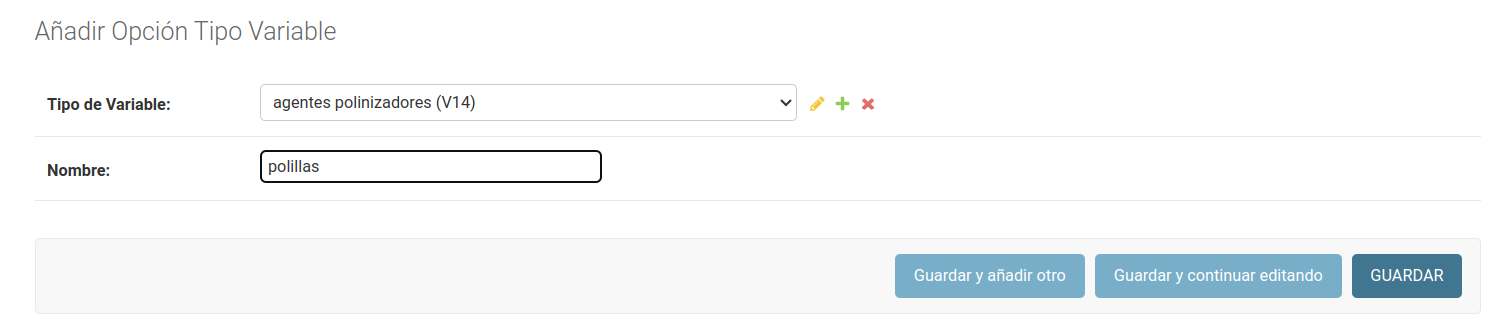 Añadir Opción Tipo Variable
Tipo de Variable: agentes polinizadores (V14)
Nombre: polillas
Guardar y añadir otro Guardar y continuar editando GUARDAR